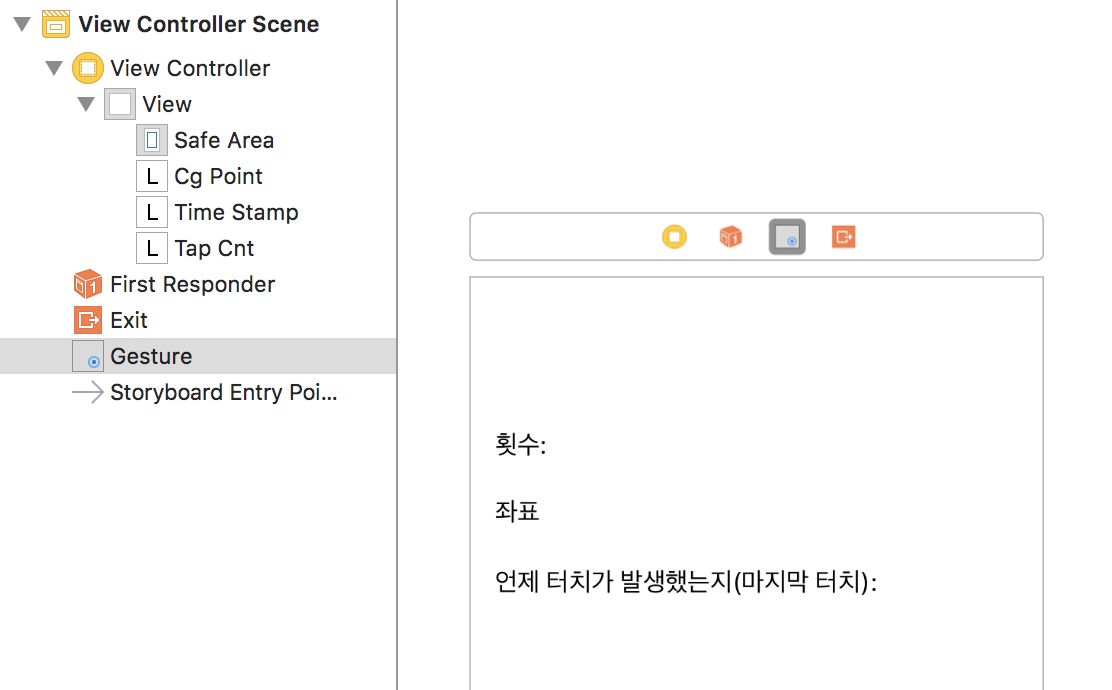 View Controller Scene
View Controller
View
Safe Area
L Cg Point
L Time Stamp
L Tap Cnt
First Responder
Exit
Gesture
Storyboard Entry Poi...
1
횟수:
좌표
언제 터치가 발생했는지(마지막 터치):